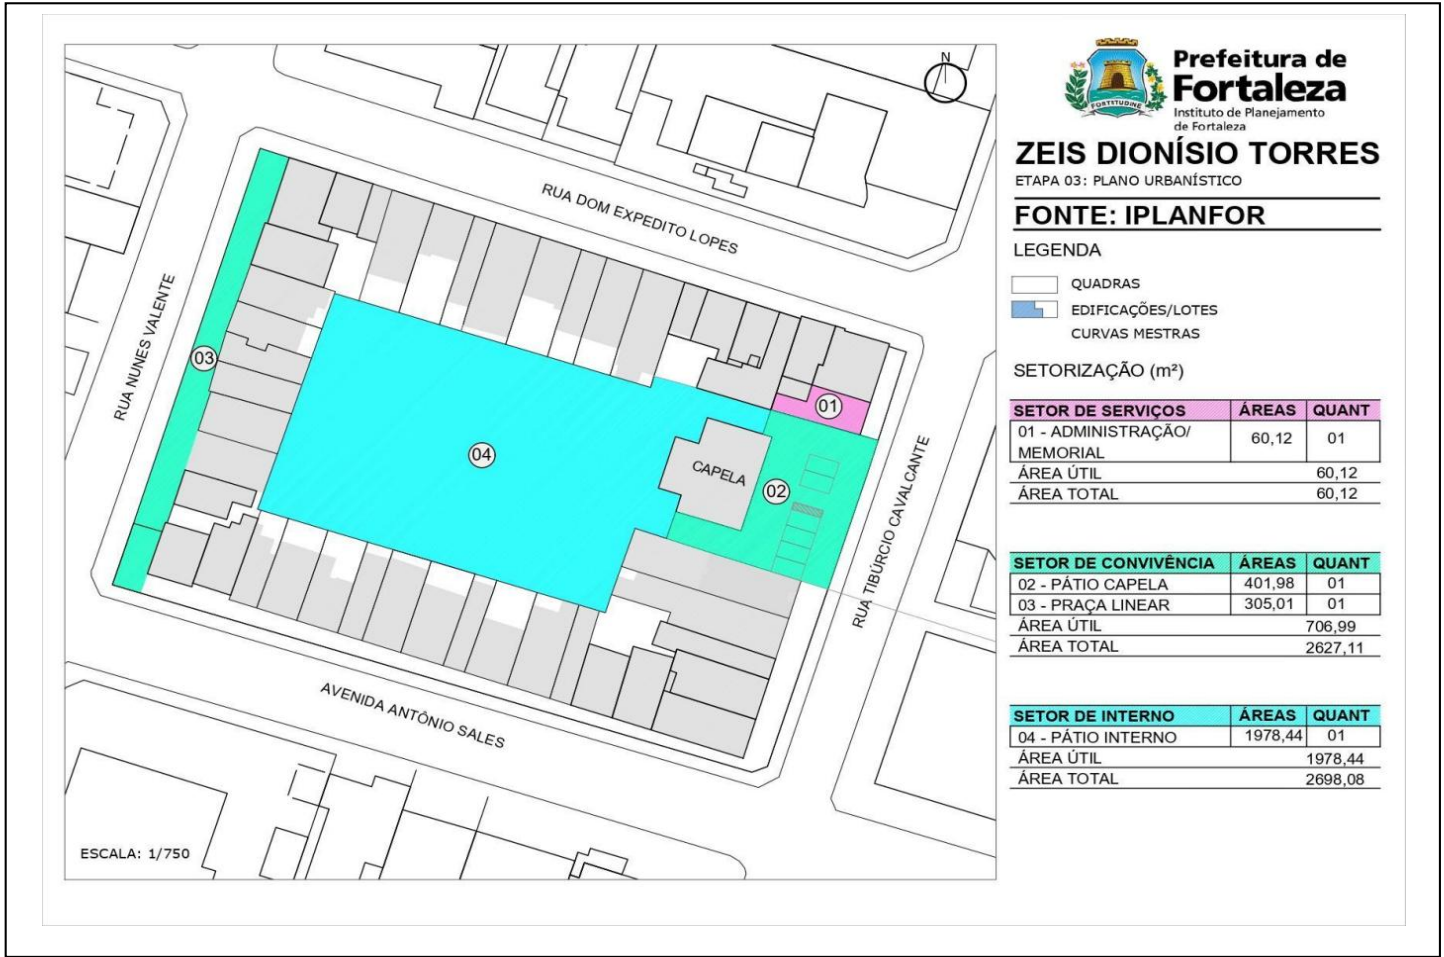 N
RUA DOM EXPEDITO LOPES
RUA NUNES VALENTE
03
04
01
CAPELA
02
RUA TIBÚRCIO CAVALCANTE
AVENIDA ANTÔNIO SALES
ESCALA: 1/750
FORTITUDINE
Prefeitura de
Fortaleza
Instituto de Planejamento
de Fortaleza
ZEIS DIONÍSIO TORRES
ETAPA 03: PLANO URBANÍSTICO
FONTE: IPLANFOR
LEGENDA
QUADRAS
EDIFICAÇÕES/LOTES
CURVAS MESTRAS
SETORIZAÇÃO (m²)
SETOR DE SERVIÇOS ÁREAS QUANT
01 - ADMINISTRAÇÃO/
MEMORIAL 60,12 01
ÁREA ÚTIL 60,12
ÁREA TOTAL 60,12
SETOR DE CONVIVÊNCIA ÁREAS QUANT
02 - PÁTIO CAPELA 401,98 01
03 - PRAÇA LINEAR 305,01 01
ÁREA ÚTIL 706,99
ÁREA TOTAL 2627,11
SETOR DE INTERNO ÁREAS QUANT
04 - PÁTIO INTERNO 1978,44 01
ÁREA ÚTIL 1978,44
ÁREA TOTAL 2698,08